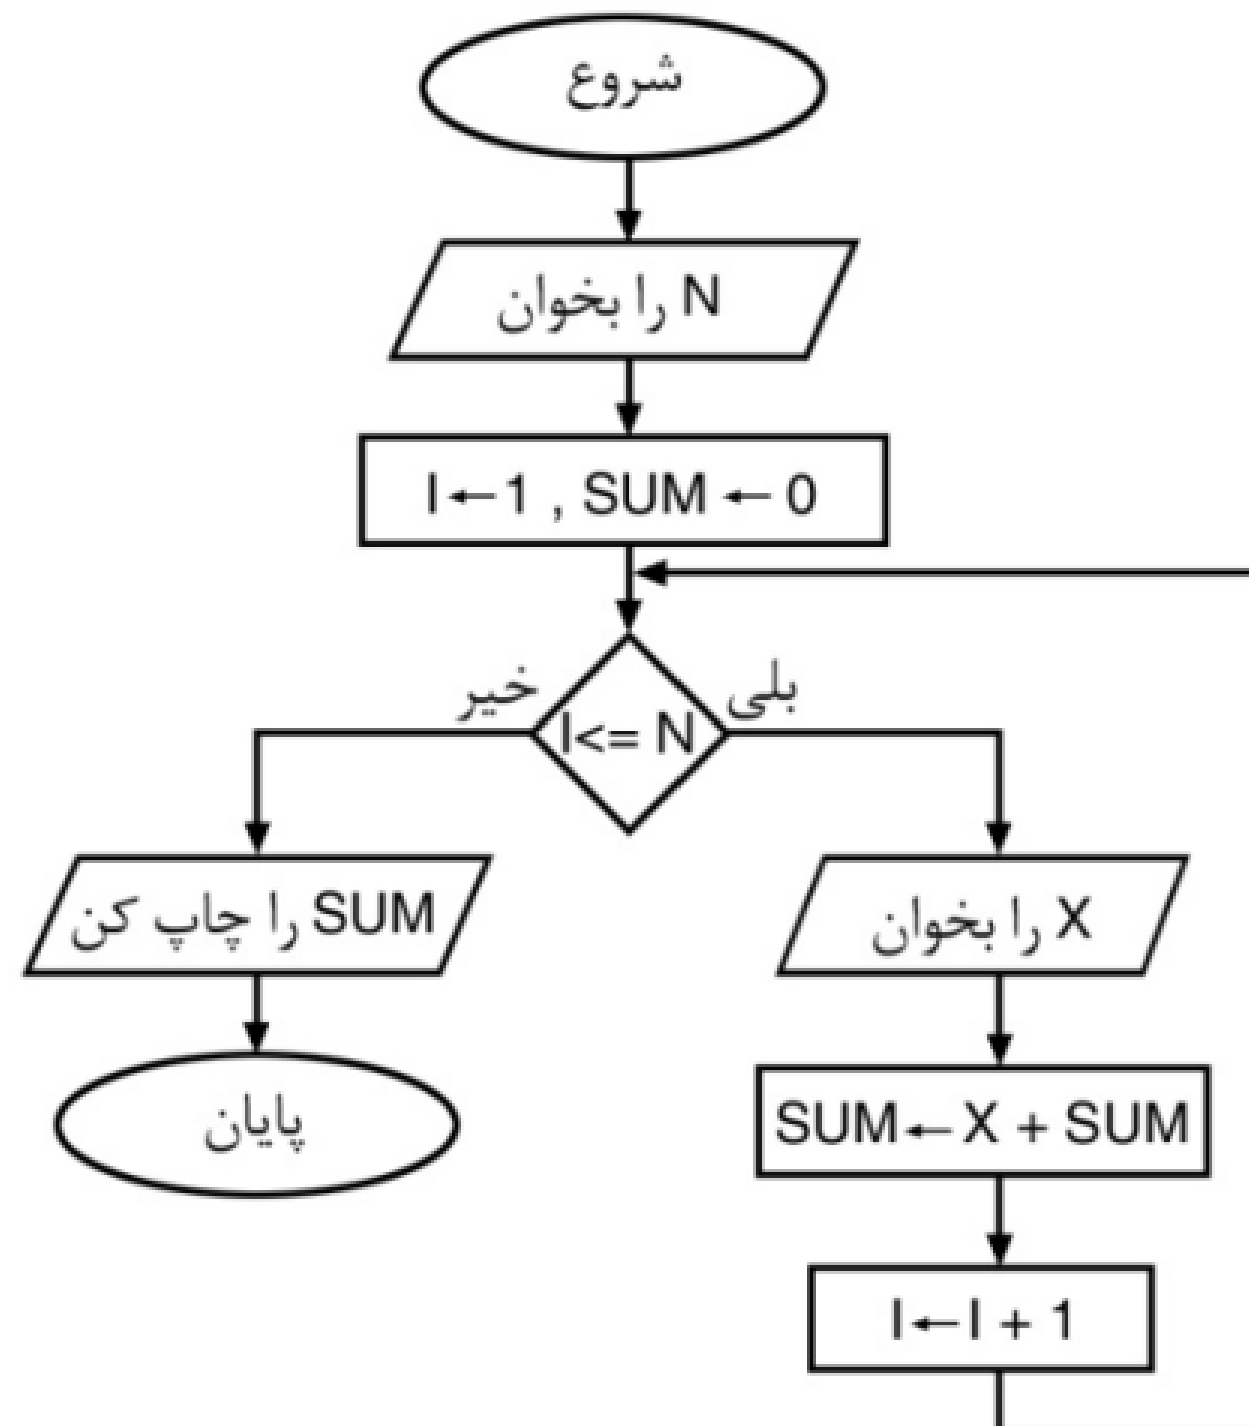 شروع
N را بخوان
I←1 , SUM ← 0
خیر
بلی
I<= N
SUM را چاپ کن
X را بخوان
پایان
SUM←X + SUM
I←I + 1